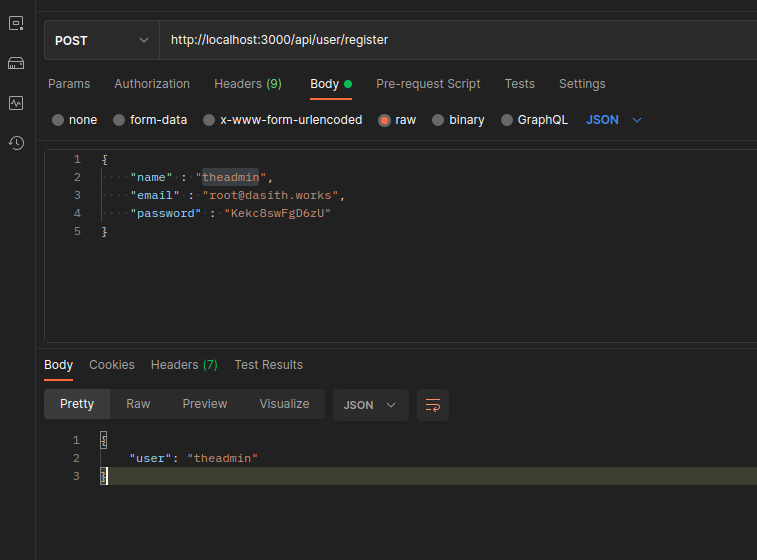 POST http://localhost:3000/api/user/register
Params Authorization Headers (9) Body Pre-request Script Tests Settings
none form-data x-www-form-urlencoded raw binary GraphQL JSON
1 {
2 ····"name"·:·"theadmin",
3 ····"email"·:·"root@dasith.works",
4 ····"password"·:·"Kekc8swFgD6zU"
5 }
Body Cookies Headers (7) Test Results
Pretty Raw Preview Visualize JSON
1 {
2 "user": "theadmin"
3 }